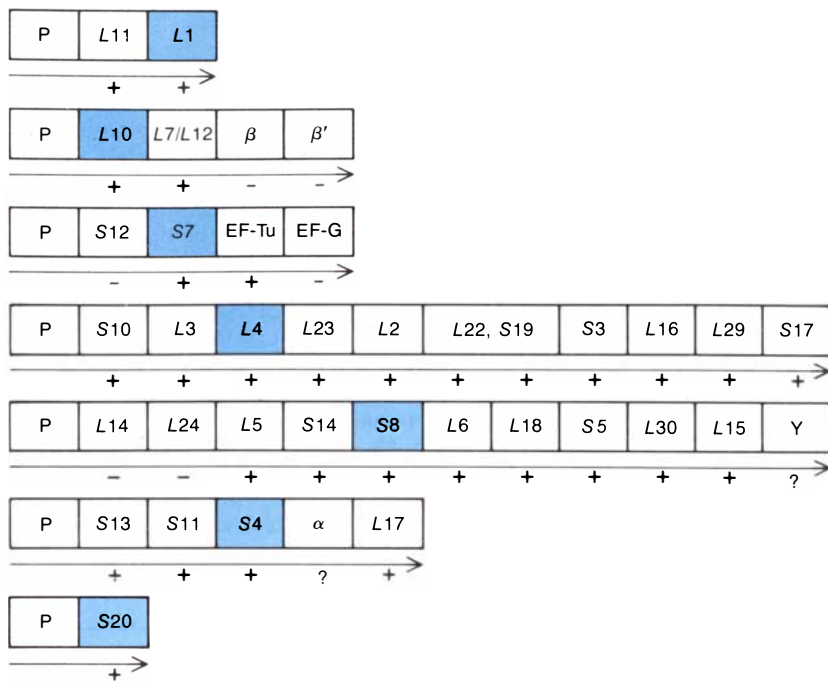 P L11 L1
+ +
P L10 L7/L12 β β′
+ + − −
P S12 S7 EF-Tu EF-G
− + + −
P S10 L3 L4 L23 L2 L22, S19 S3 L16 L29 S17
+ + + + + + + + + + +
P L14 L24 L5 S14 S8 L6 L18 S5 L30 L15 Y
− − + + + + + + + + ?
P S13 S11 S4 α L17
+ + + ? +
P S20
+